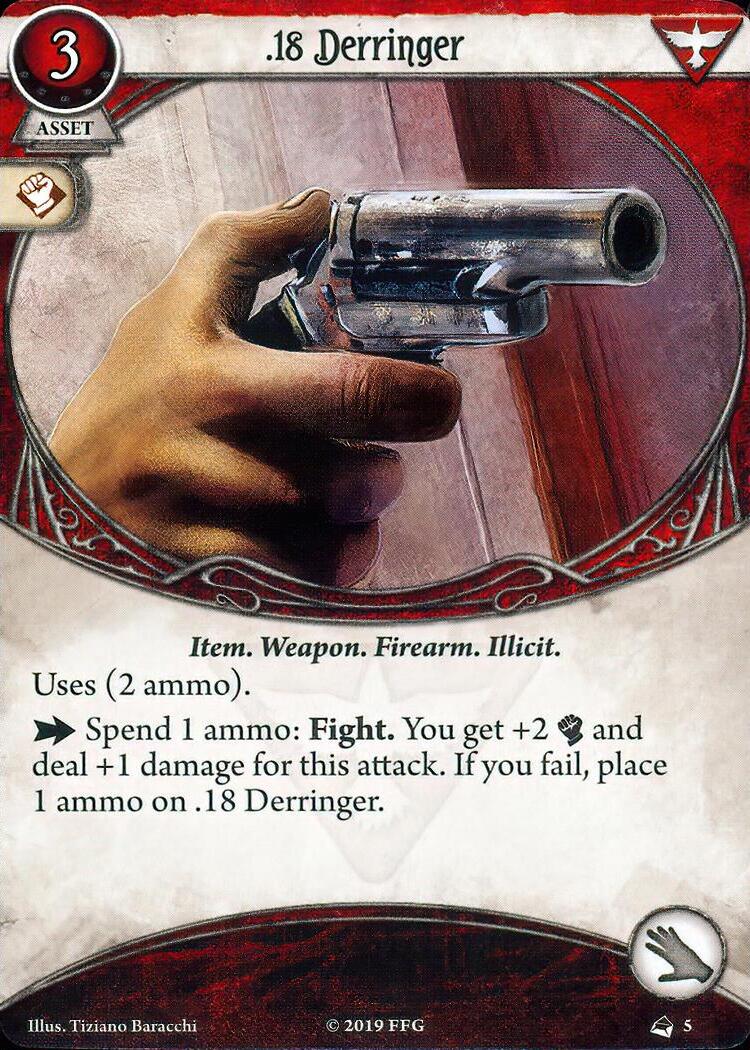 3
.18 Derringer
ASSET
Item. Weapon. Firearm. Illicit.
Uses (2 ammo).
Spend 1 ammo: Fight. You get +2 and
deal +1 damage for this attack. If you fail, place
1 ammo on .18 Derringer.
Illus. Tiziano Baracchi
© 2019 FFG
5